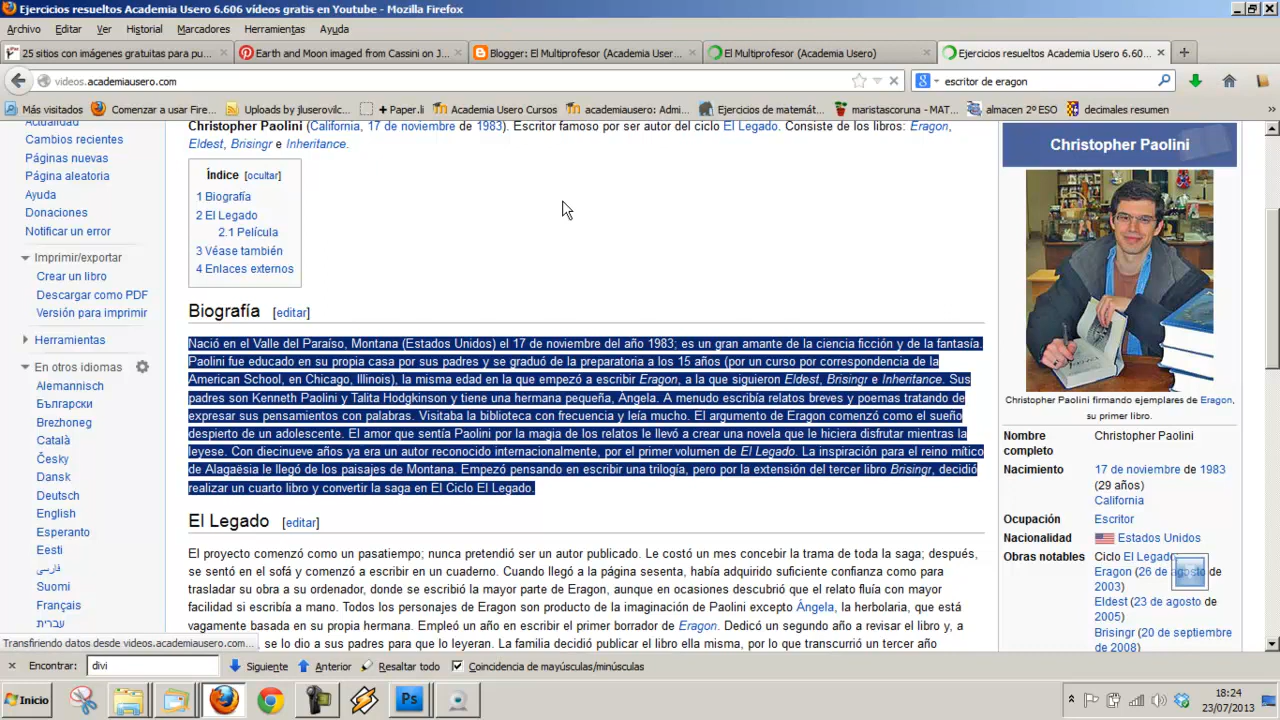 Ejercicios resueltos Academia Usero 6.606 vídeos gratis en Youtube - Mozilla Firefox
Archivo Editar Ver Historial Marcadores Herramientas Ayuda
25 sitios con imágenes gratuitas para pu...
Earth and Moon imaged from Cassini on J...
Blogger: El Multiprofesor (Academia User...
El Multiprofesor (Academia Usero)
Ejercicios resueltos Academia Usero 6.60...
videos.academiausero.com
escritor de eragon
Más visitados
Comenzar a usar Fire...
Uploads by jluserovilc...
+ Paper.li
Academia Usero Cursos
academiausero: Admi...
Ejercicios de matemát...
maristascoruna - MAT...
almacen 2º ESO
decimales resumen
»
Actualidad
Cambios recientes
Páginas nuevas
Página aleatoria
Ayuda
Donaciones
Notificar un error
Imprimir/exportar
Crear un libro
Descargar como PDF
Versión para imprimir
Herramientas
En otros idiomas
Alemannisch
Български
Brezhoneg
Català
Česky
Dansk
Deutsch
English
Esperanto
Eesti
فارسی
Suomi
Français
עברית
Christopher Paolini (California, 17 de noviembre de 1983). Escritor famoso por ser autor del ciclo El Legado. Consiste de los libros: Eragon,
Eldest, Brisingr e Inheritance.
Índice [ocultar]
1 Biografía
2 El Legado
2.1 Película
3 Véase también
4 Enlaces externos
Biografía [editar]
Nació en el Valle del Paraíso, Montana (Estados Unidos) el 17 de noviembre del año 1983; es un gran amante de la ciencia ficción y de la fantasía.
Paolini fue educado en su propia casa por sus padres y se graduó de la preparatoria a los 15 años (por un curso por correspondencia de la
American School, en Chicago, Illinois), la misma edad en la que empezó a escribir Eragon, a la que siguieron Eldest, Brisingr e Inheritance. Sus
padres son Kenneth Paolini y Talita Hodgkinson y tiene una hermana pequeña, Ángela. A menudo escribía relatos breves y poemas tratando de
expresar sus pensamientos con palabras. Visitaba la biblioteca con frecuencia y leía mucho. El argumento de Eragon comenzó como el sueño
despierto de un adolescente. El amor que sentía Paolini por la magia de los relatos le llevó a crear una novela que le hiciera disfrutar mientras la
leyese. Con diecinueve años ya era un autor reconocido internacionalmente, por el primer volumen de El Legado. La inspiración para el reino mítico
de Alagaësia le llegó de los paisajes de Montana. Empezó pensando en escribir una trilogía, pero por la extensión del tercer libro Brisingr, decidió
realizar un cuarto libro y convertir la saga en El Ciclo El Legado.
El Legado [editar]
El proyecto comenzó como un pasatiempo; nunca pretendió ser un autor publicado. Le costó un mes concebir la trama de toda la saga; después,
se sentó en el sofá y comenzó a escribir en un cuaderno. Cuando llegó a la página sesenta, había adquirido suficiente confianza como para
trasladar su obra a su ordenador, donde se escribió la mayor parte de Eragon, aunque en ocasiones descubrió que el relato fluía con mayor
facilidad si escribía a mano. Todos los personajes de Eragon son producto de la imaginación de Paolini excepto Ángela, la herbolaria, que está
vagamente basada en su propia hermana. Empleó un año en escribir el primer borrador de Eragon. Dedicó un segundo año a revisar el libro y, a
, se lo dio a sus padres para que lo leyeran. La familia decidió publicar el libro ella misma, por lo que transcurrió un tercer año
Christopher Paolini
Christopher Paolini firmando ejemplares de Eragon,
su primer libro.
Nombre completo Christopher Paolini
Nacimiento 17 de noviembre de 1983
(29 años)
California
Ocupación Escritor
Nacionalidad Estados Unidos
Obras notables Ciclo El Legado
Eragon (26 de agosto de
2003)
Eldest (23 de agosto de
2005)
Brisingr (20 de septiembre
de 2008)
Transfiriendo datos desde videos.academiausero.com...
Encontrar: divi Siguiente Anterior Resaltar todo Coincidencia de mayúsculas/minúsculas
Inicio
Ps
18:24
23/07/2013